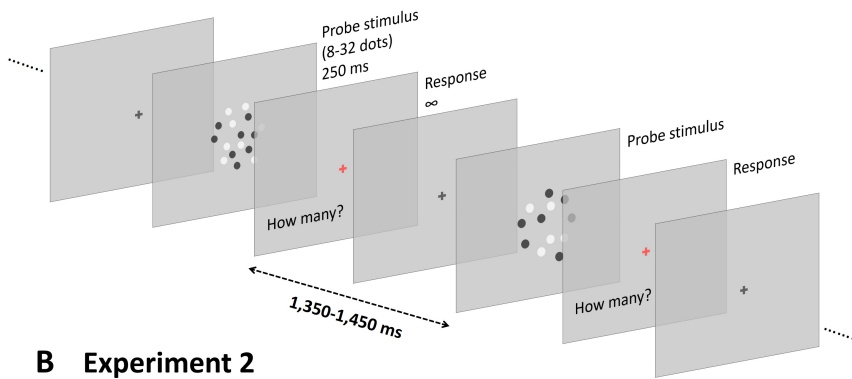 Probe stimulus
(8-32 dots)
250 ms
Response
∞
How many?
Probe stimulus
Response
How many?
1,350-1,450 ms
B Experiment 2